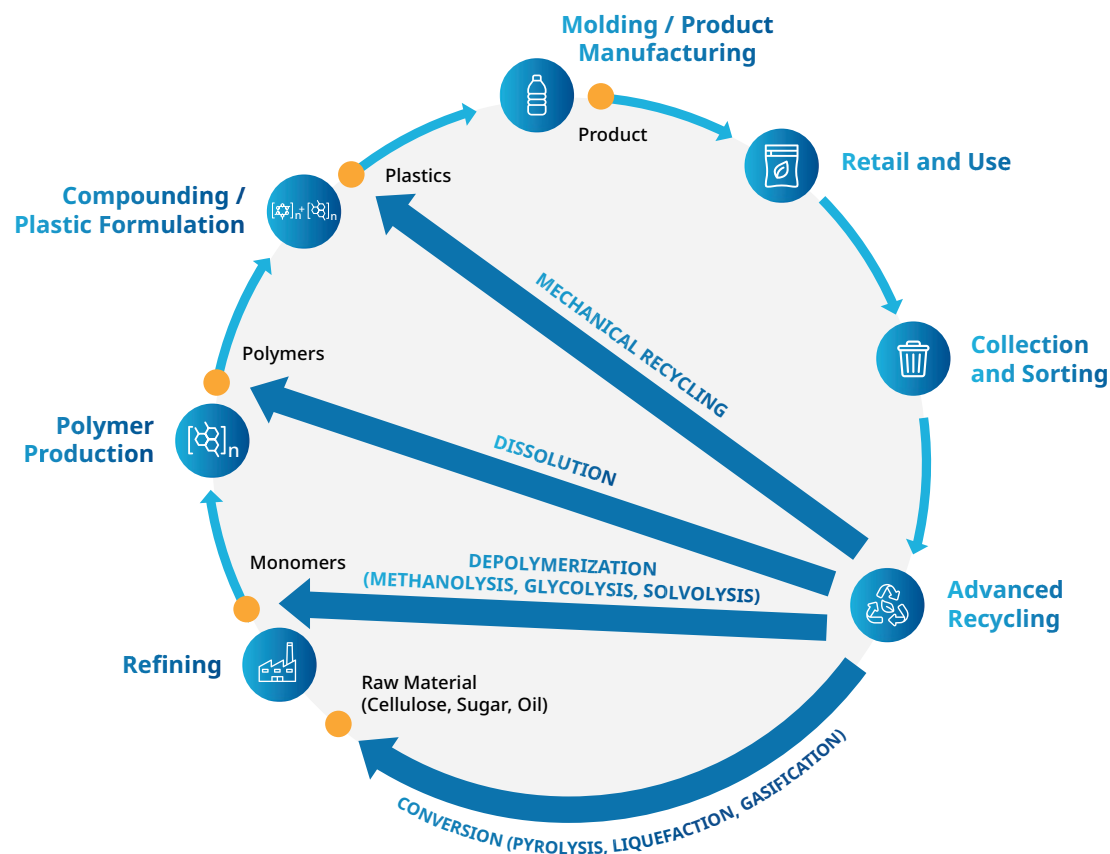 Molding / Product
Manufacturing
Product
Retail and Use
Plastics
Compounding /
Plastic Formulation
[ ]n+[ ]n
MECHANICAL RECYCLING
Collection
and Sorting
Polymers
Polymer
Production
[ ]n
DISSOLUTION
Monomers
DEPOLYMERIZATION
(METHANOLYSIS, GLYCOLYSIS, SOLVOLYSIS)
Advanced
Recycling
Refining
Raw Material
(Cellulose, Sugar, Oil)
CONVERSION (PYROLYSIS, LIQUEFACTION, GASIFICATION)